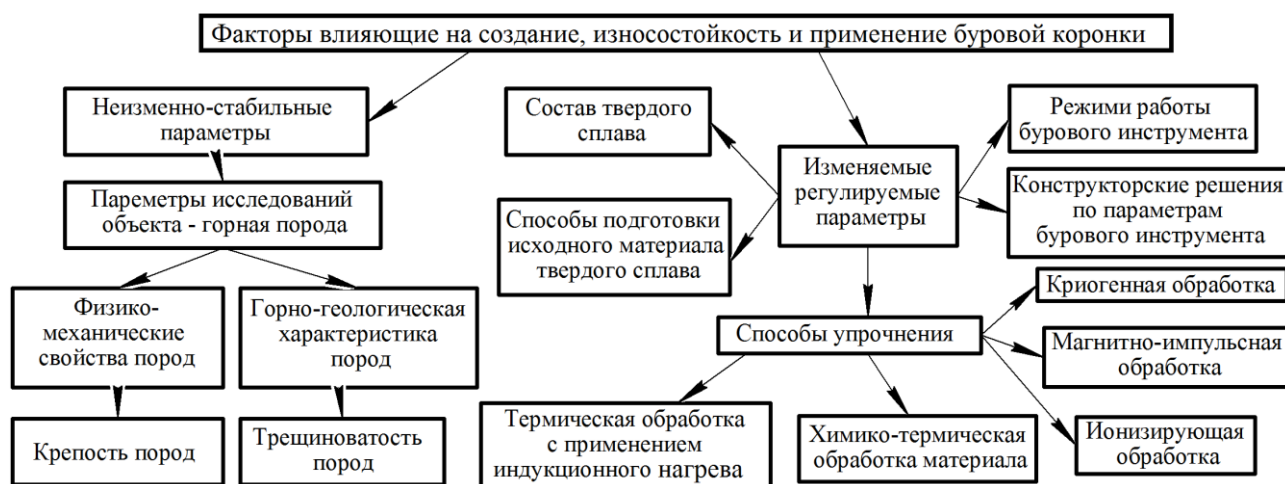 Факторы влияющие на создание, износостойкость и применение буровой коронки
Неизменно-стабильные
параметры
Пареметры исследований
объекта - горная порода
Физико-
механические
свойства пород
Горно-геологическая
характеристика
пород
Крепость пород
Трещиноватость
пород
Состав твердого
сплава
Способы подготовки
исходного материала
твердого сплава
Изменяемые
регулируемые
параметры
Режими работы
бурового инструмента
Конструкторские решения
по параметрам
бурового инструмента
Способы упрочнения
Криогенная обработка
Магнитно-импульсная
обработка
Ионизирующая
обработка
Термическая обработка
с применением
индукционного нагрева
Химико-термическая
обработка материала